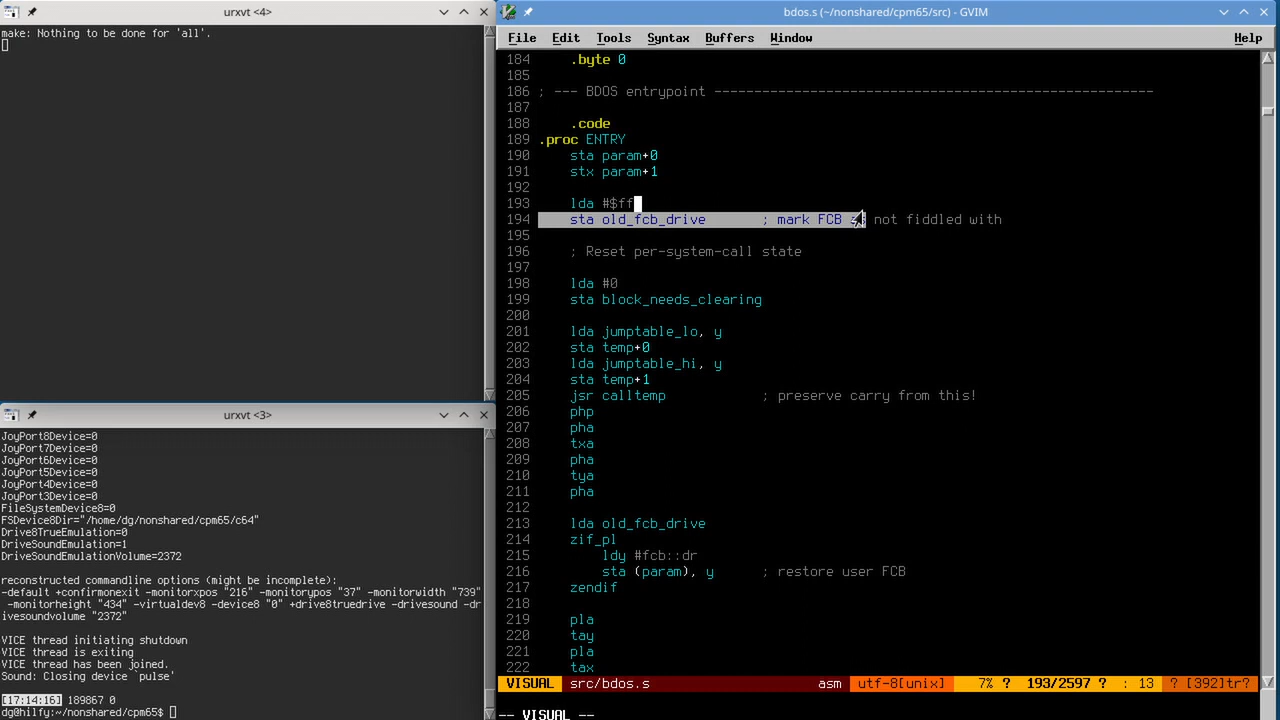 urxvt <4>
make: Nothing to be done for 'all'.
urxvt <3>
JoyPort8Device=0
JoyPort7Device=0
JoyPort6Device=0
JoyPort5Device=0
JoyPort4Device=0
JoyPort3Device=0
FileSystemDevice8=0
FSDevice8Dir="/home/dg/nonshared/cpm65/c64"
Drive8TrueEmulation=0
DriveSoundEmulation=1
DriveSoundEmulationVolume=2372
reconstructed commandline options (might be incomplete):
-default +confirmonexit -monitorxpos "216" -monitorypos "37" -monitorwidth "739"
-monitorheight "434" -virtualdev8 -device8 "0" +drive8truedrive -drivesound -dr
ivesoundvolume "2372"
VICE thread initiating shutdown
VICE thread is exiting
VICE thread has been joined.
Sound: Closing device `pulse'
[17:14:16] 189867 0
dg@hilfy:~/nonshared/cpm65$
bdos.s (~/nonshared/cpm65/src) - GVIM
File Edit Tools Syntax Buffers Window Help
184 .byte 0
185
186 ; --- BDOS entrypoint -------------------------------------------------------
187
188 .code
189 .proc ENTRY
190 sta param+0
191 stx param+1
192
193 lda #$ff
194 sta old_fcb_drive ; mark FCB as not fiddled with
195
196 ; Reset per-system-call state
197
198 lda #0
199 sta block_needs_clearing
200
201 lda jumptable_lo, y
202 sta temp+0
203 lda jumptable_hi, y
204 sta temp+1
205 jsr calltemp ; preserve carry from this!
206 php
207 pha
208 txa
209 pha
210 tya
211 pha
212
213 lda old_fcb_drive
214 zif_pl
215 ldy #fcb::dr
216 sta (param), y ; restore user FCB
217 zendif
218
219 pla
220 tay
221 pla
222 tax
VISUAL src/bdos.s asm utf-8[unix] 7% ? 193/2597 ? : 13 ? [392]tr?
-- VISUAL --